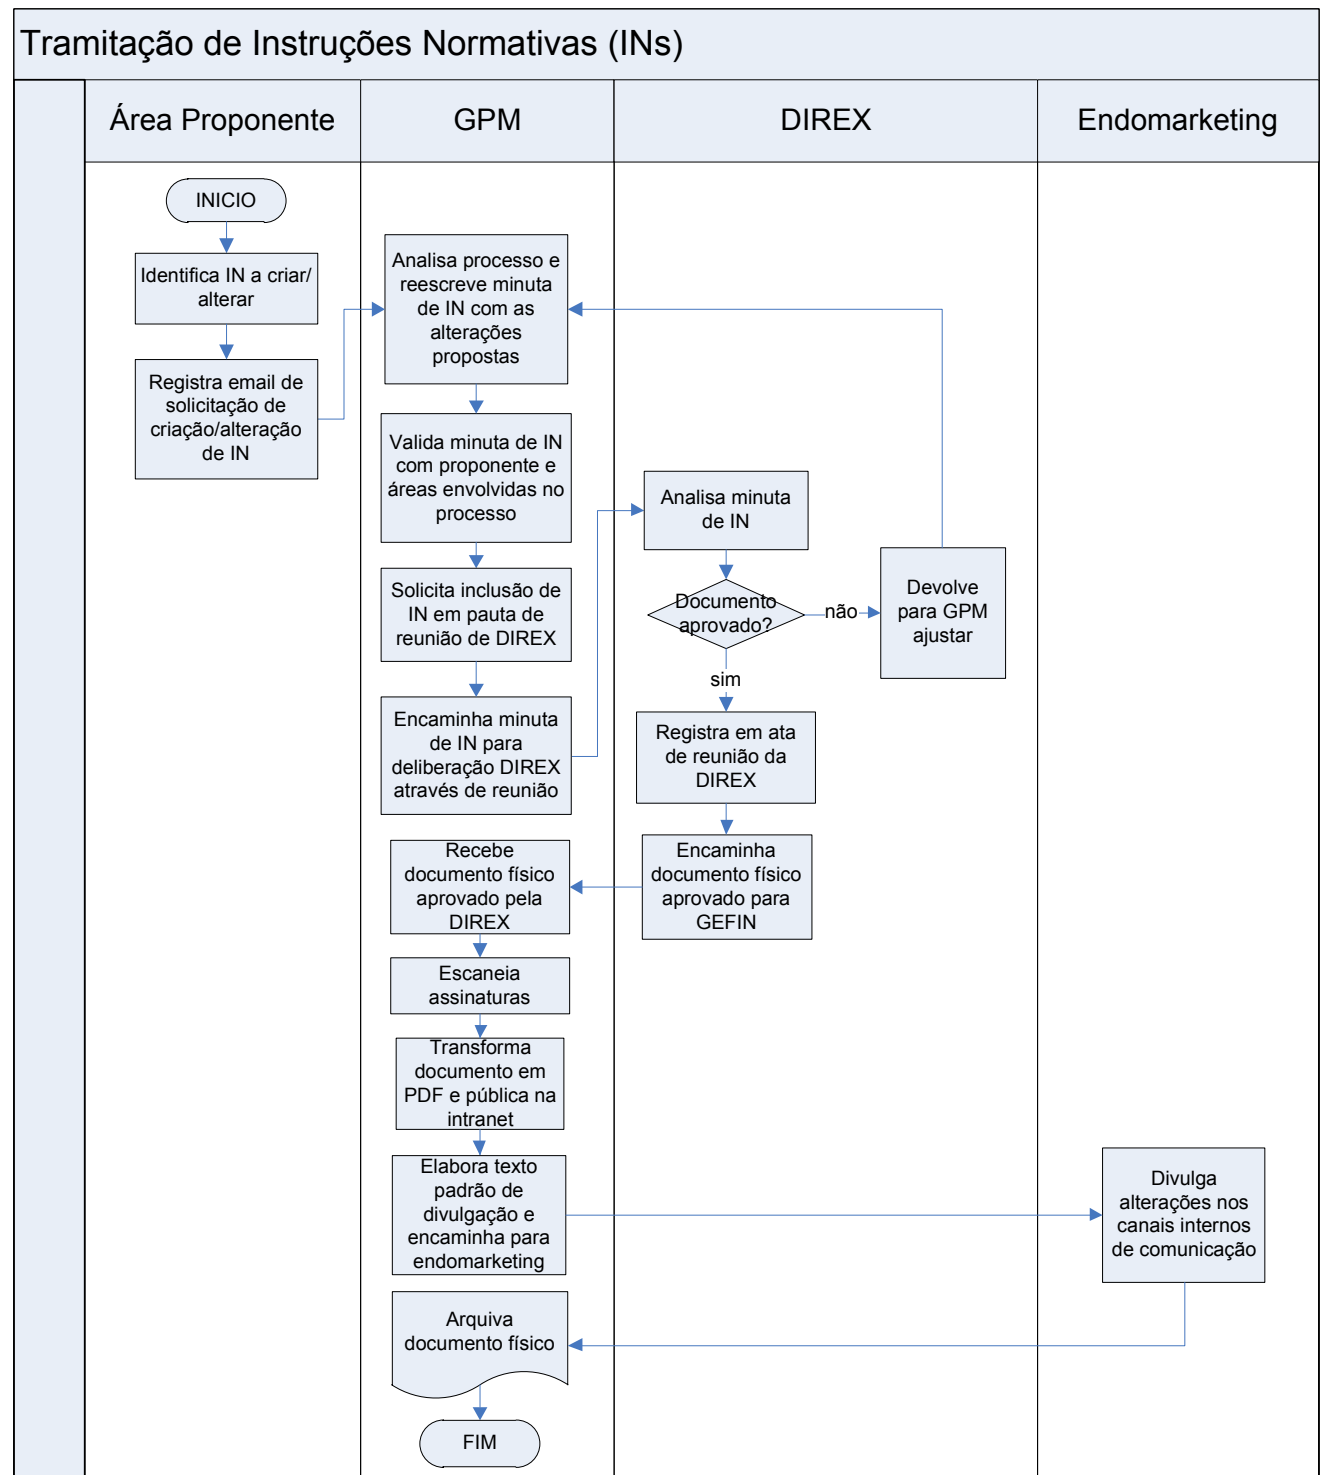 Tramitação de Instruções Normativas (INs)
Área Proponente
GPM
DIREX
Endomarketing
INICIO
Identifica IN a criar/
alterar
Registra email de
solicitação de
criação/alteração
de IN
Analisa processo e
reescreve minuta
de IN com as
alterações
propostas
Valida minuta de IN
com proponente e
áreas envolvidas no
processo
Solicita inclusão de
IN em pauta de
reunião de DIREX
Encaminha minuta
de IN para
deliberação DIREX
através de reunião
Analisa minuta
de IN
Documento
aprovado?
não
Devolve
para GPM
ajustar
sim
Registra em ata
de reunião da
DIREX
Encaminha
documento físico
aprovado para
GEFIN
Recebe
documento físico
aprovado pela
DIREX
Escaneia
assinaturas
Transforma
documento em
PDF e pública na
intranet
Elabora texto
padrão de
divulgação e
encaminha para
endomarketing
Divulga
alterações nos
canais internos
de comunicação
Arquiva
documento físico
FIM